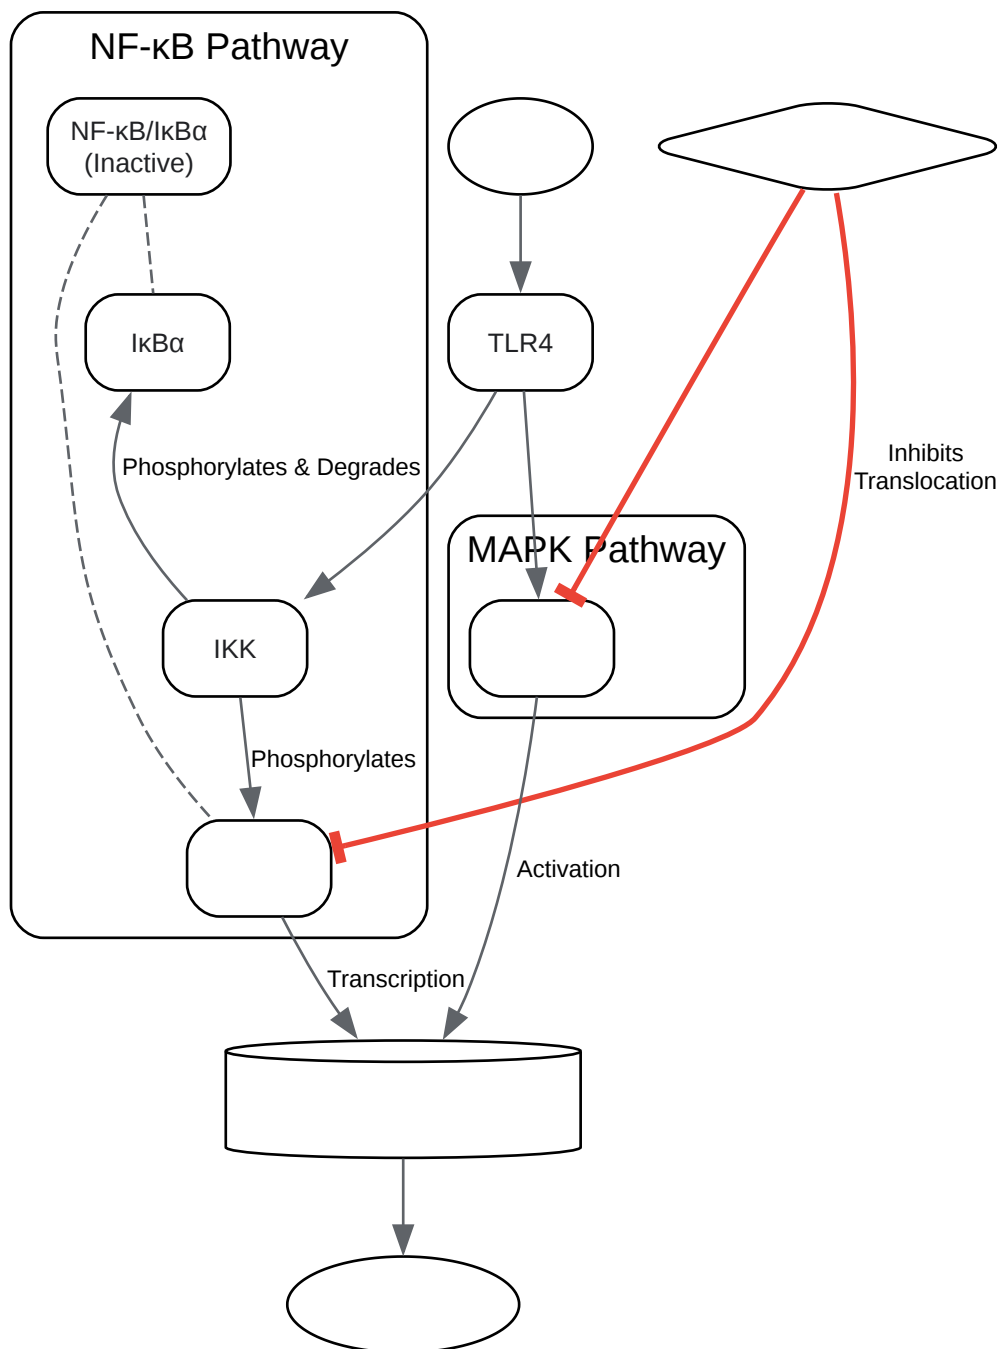 NF-κB Pathway
NF-κB/IκBα
(Inactive)
IκBα
TLR4
Inhibits
Translocation
Phosphorylates & Degrades
MAPK Pathway
IKK
Phosphorylates
Activation
Transcription